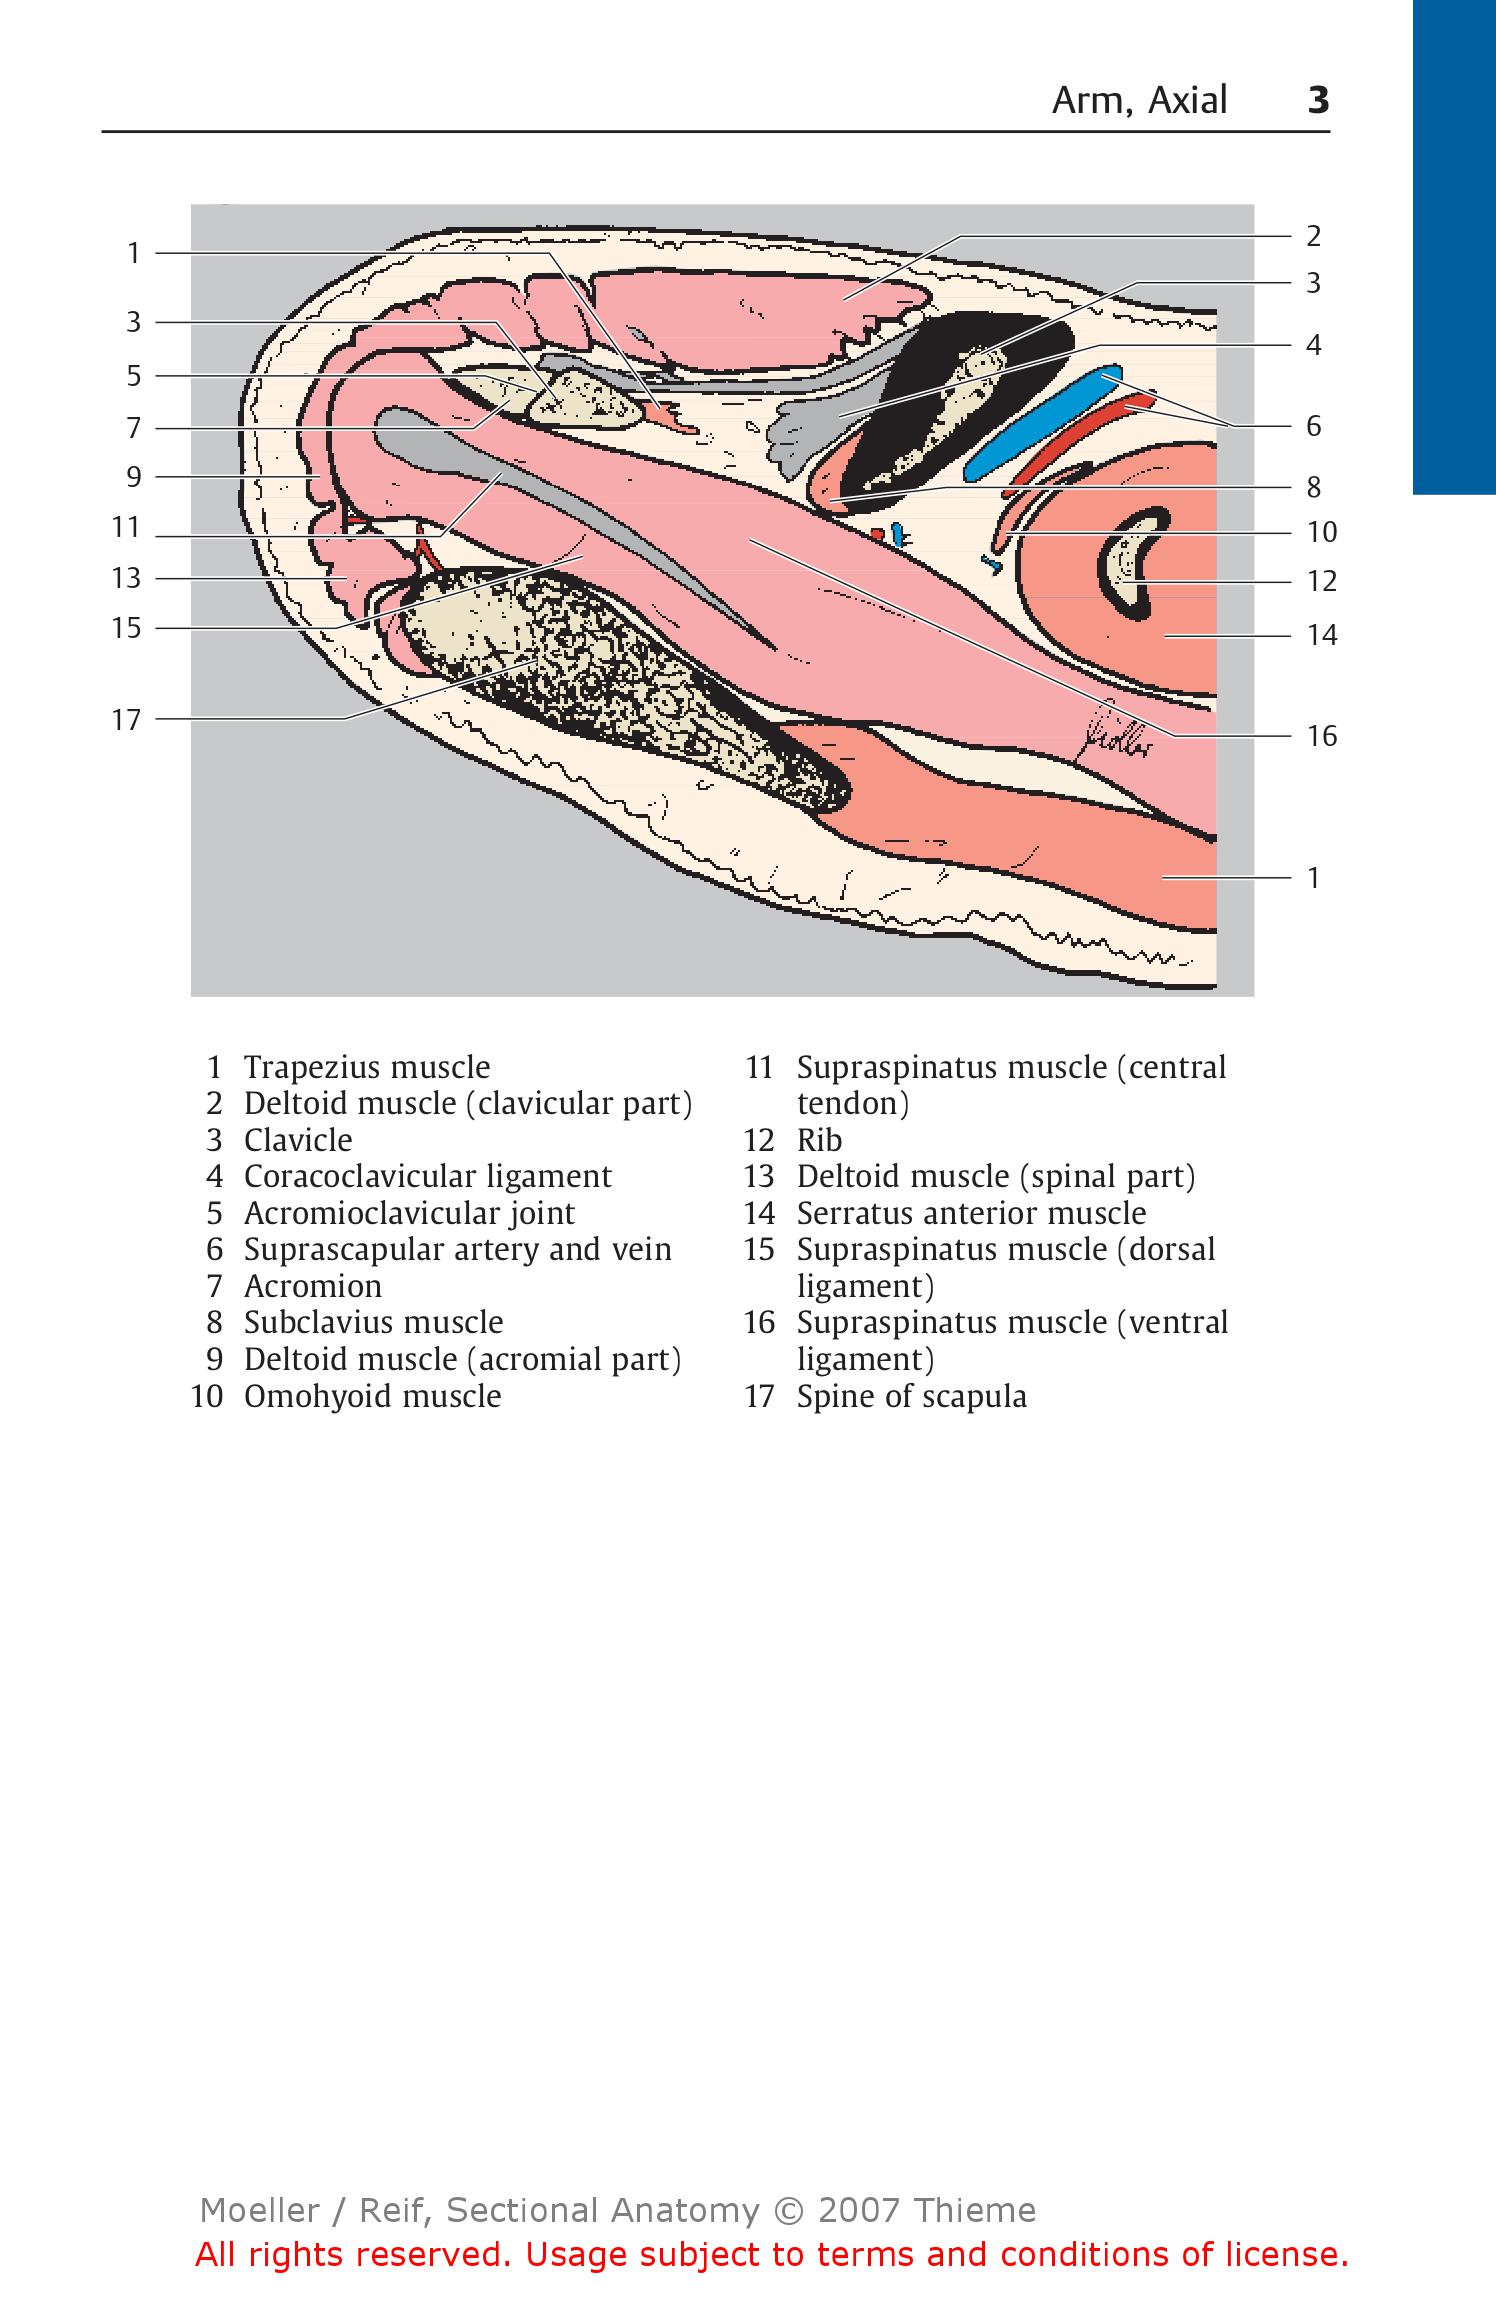 Arm, Axial 3
1
3
5
7
9
11
13
15
17
2
3
4
6
8
10
12
14
16
1
1 Trapezius muscle
2 Deltoid muscle (clavicular part)
3 Clavicle
4 Coracoclavicular ligament
5 Acromioclavicular joint
6 Suprascapular artery and vein
7 Acromion
8 Subclavius muscle
9 Deltoid muscle (acromial part)
10 Omohyoid muscle
11 Supraspinatus muscle (central
tendon)
12 Rib
13 Deltoid muscle (spinal part)
14 Serratus anterior muscle
15 Supraspinatus muscle (dorsal
ligament)
16 Supraspinatus muscle (ventral
ligament)
17 Spine of scapula
Moeller / Reif, Sectional Anatomy © 2007 Thieme
All rights reserved. Usage subject to terms and conditions of license.